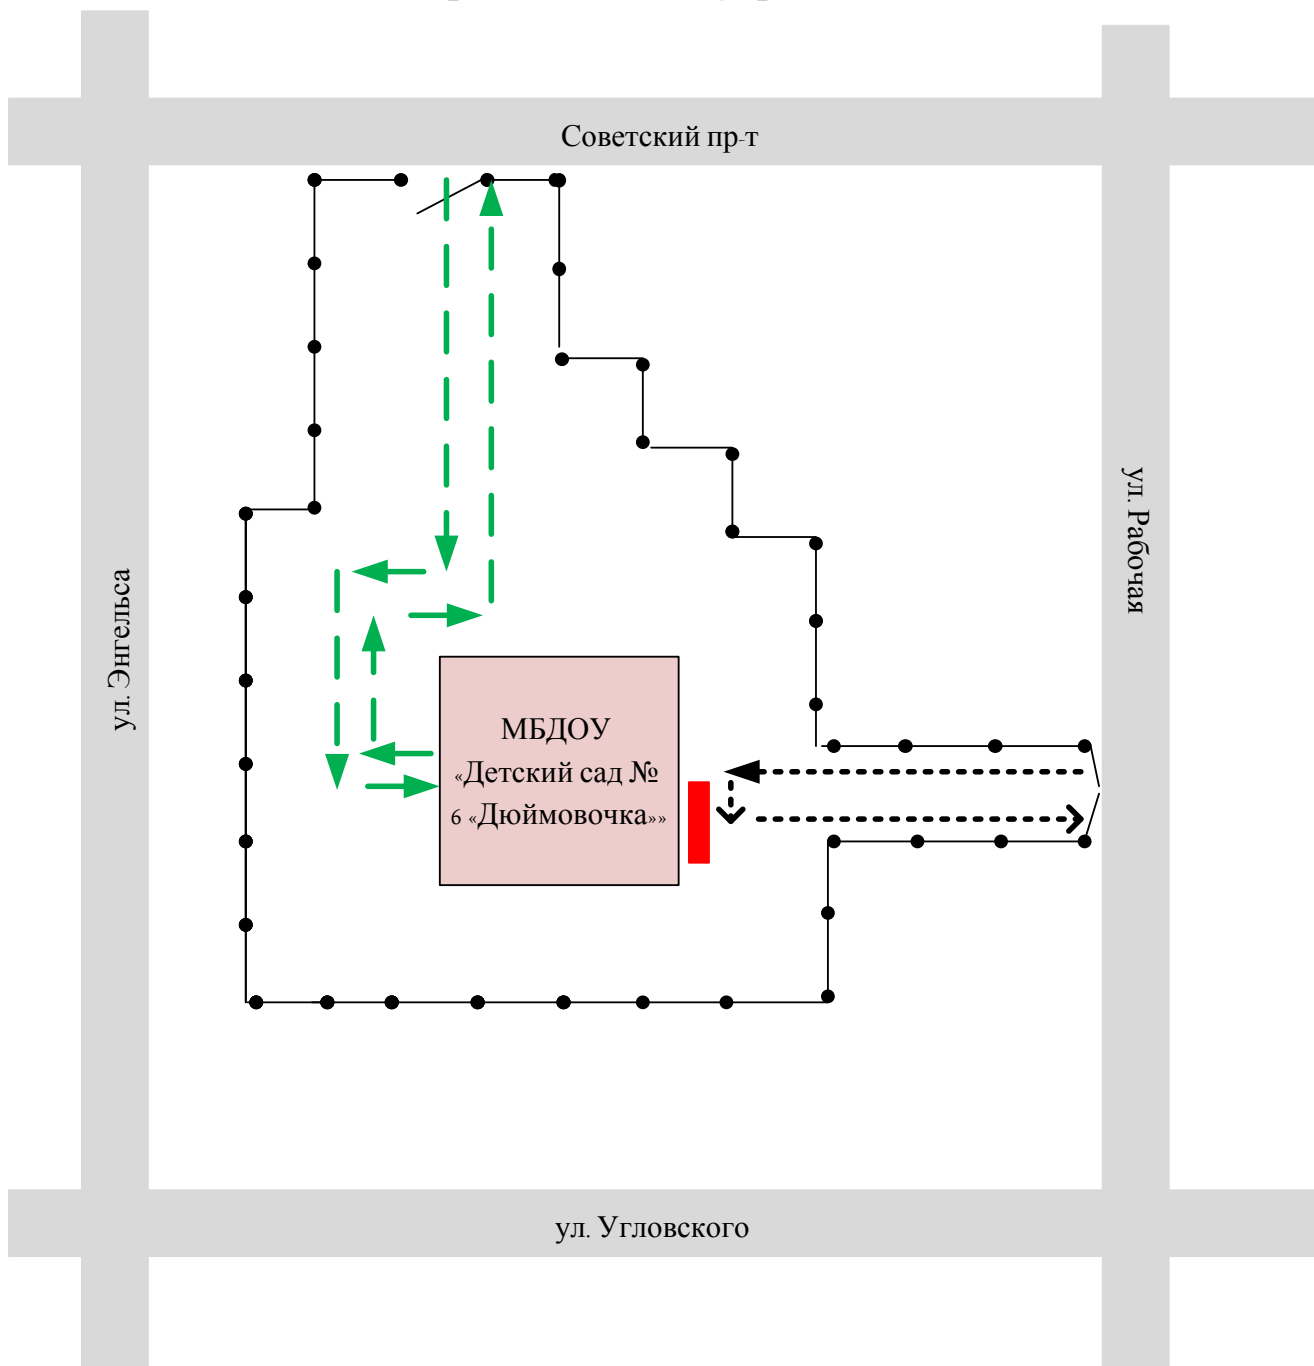 Советский пр-т
ул. Рабочая
ул. Энгельса
МБДОУ
«Детский сад №
6 «Дюймовочка»»
ул. Угловского